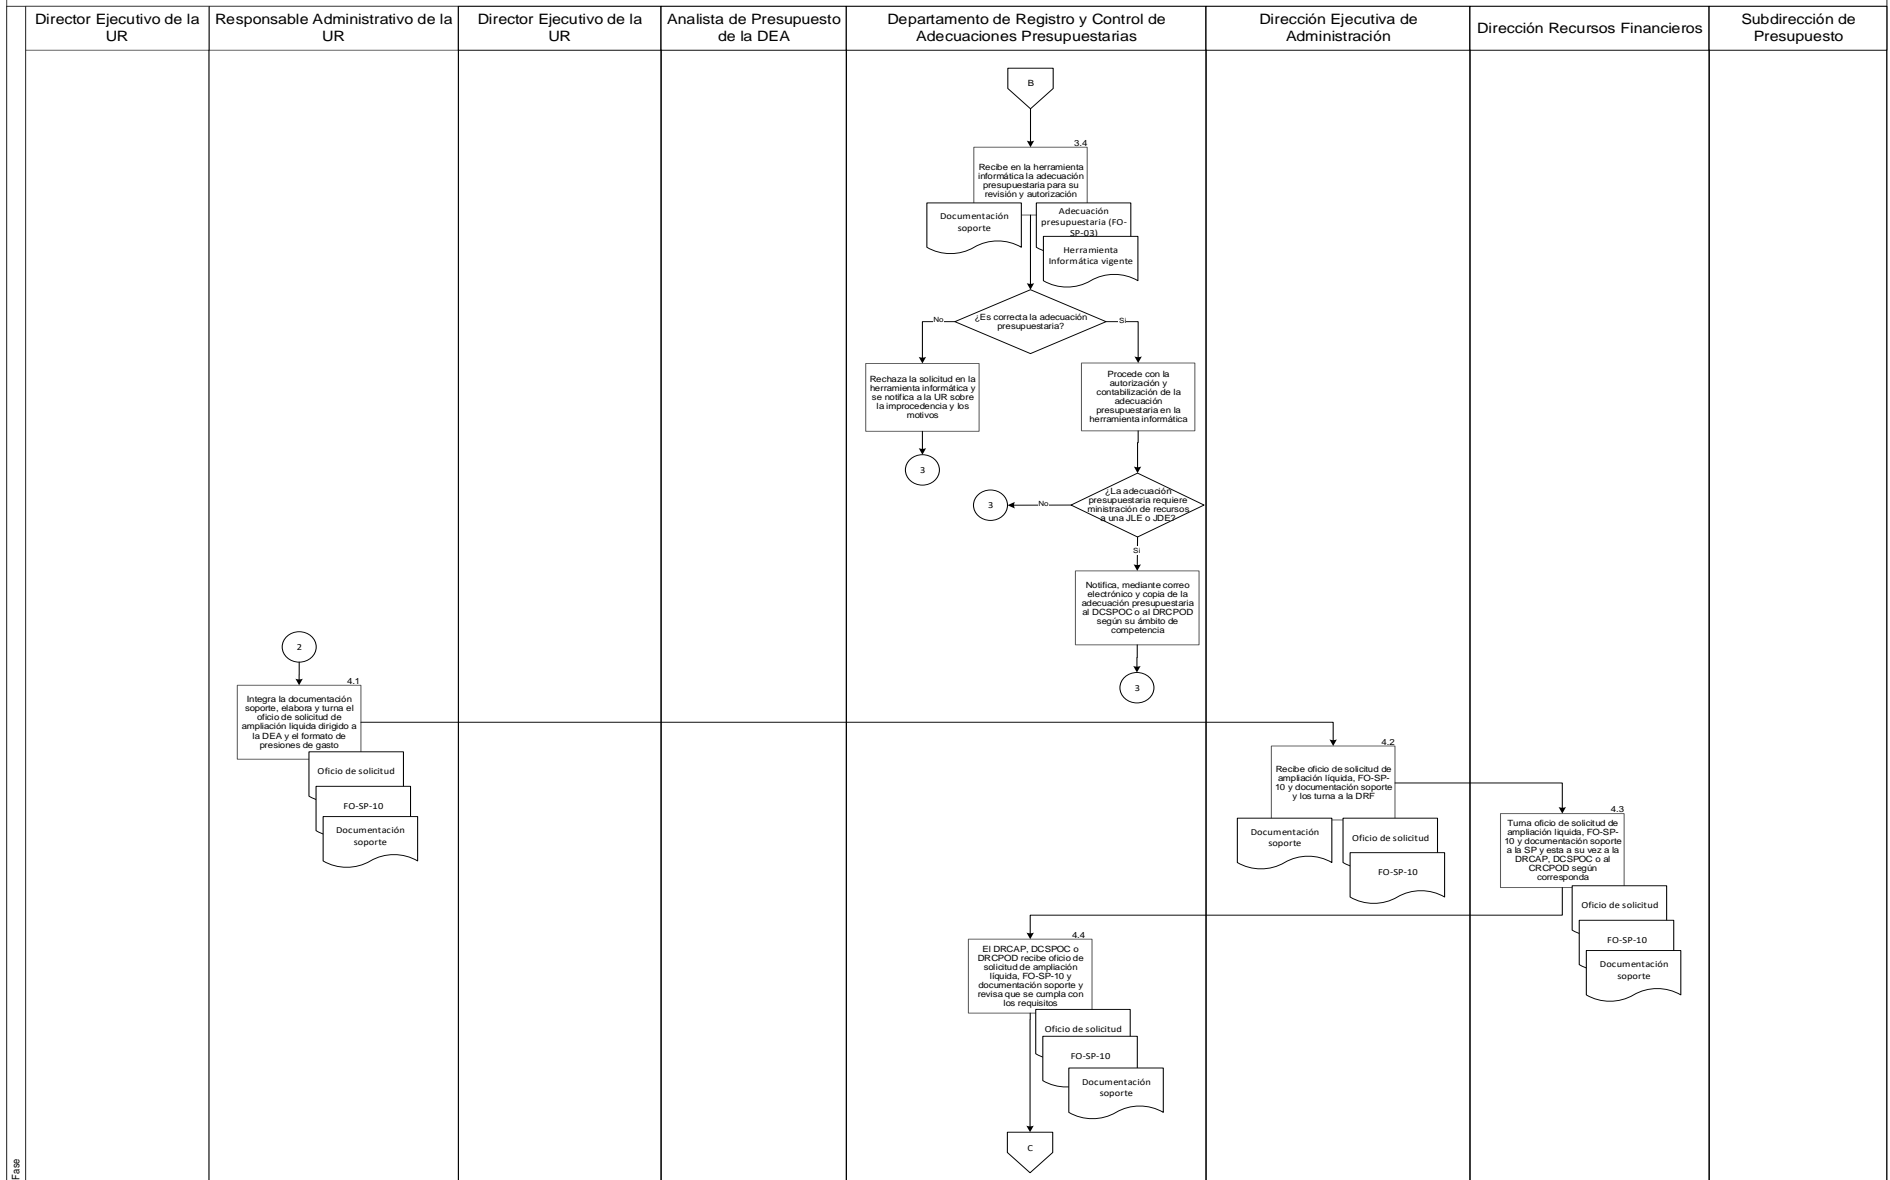 Director Ejecutivo de la
UR
Responsable Administrativo de la
UR
Director Ejecutivo de la
UR
Analista de Presupuesto
de la DEA
Departamento de Registro y Control de
Adecuaciones Presupuestarias
Dirección Ejecutiva de
Administración
Dirección Recursos Financieros
Subdirección de
Presupuesto
B
3.4
Recibe en la herramienta
informática la adecuación
presupuestaria para su
revisión y autorización
Documentación
soporte
Adecuación
presupuestaria (FO-
SP-03)
Herramienta
Informática vigente
¿Es correcta la adecuación
presupuestaria?
No
Si
Rechaza la solicitud en la
herramienta informática y
se notifica a la UR sobre
la improcedencia y los
motivos
Procede con la
autorización y
contabilización de la
adecuación
presupuestaria en la
herramienta informática
3
¿La adecuación
presupuestaria requiere
ministración de recursos
a una JLE o JDE?
No
3
Si
Notifica, mediante correo
electrónico y copia de la
adecuación presupuestaria
al DCSPOC o al DRCPOD
según su ámbito de
competencia
3
2
4.1
Integra la documentación
soporte, elabora y turna el
oficio de solicitud de
ampliación liquida dirigido a
la DEA y el formato de
presiones de gasto
Oficio de solicitud
FO-SP-10
Documentación
soporte
4.2
Recibe oficio de solicitud de
ampliación líquida, FO-SP-
10 y documentación soporte
y los turna a la DRF
Documentación
soporte
Oficio de solicitud
FO-SP-10
4.3
Turna oficio de solicitud de
ampliación liquida, FO-SP-
10 y documentación soporte
a la SP y esta a su vez a la
DRCAP, DCSPOC o al
CRCPOD según
corresponda
Oficio de solicitud
FO-SP-10
Documentación
soporte
4.4
El DRCAP, DCSPOC o
DRCPOD recibe oficio de
solicitud de ampliación
líquida, FO-SP-10 y
documentación soporte y
revisa que se cumpla con
los requisitos
Oficio de solicitud
FO-SP-10
Documentación
soporte
C
Fase